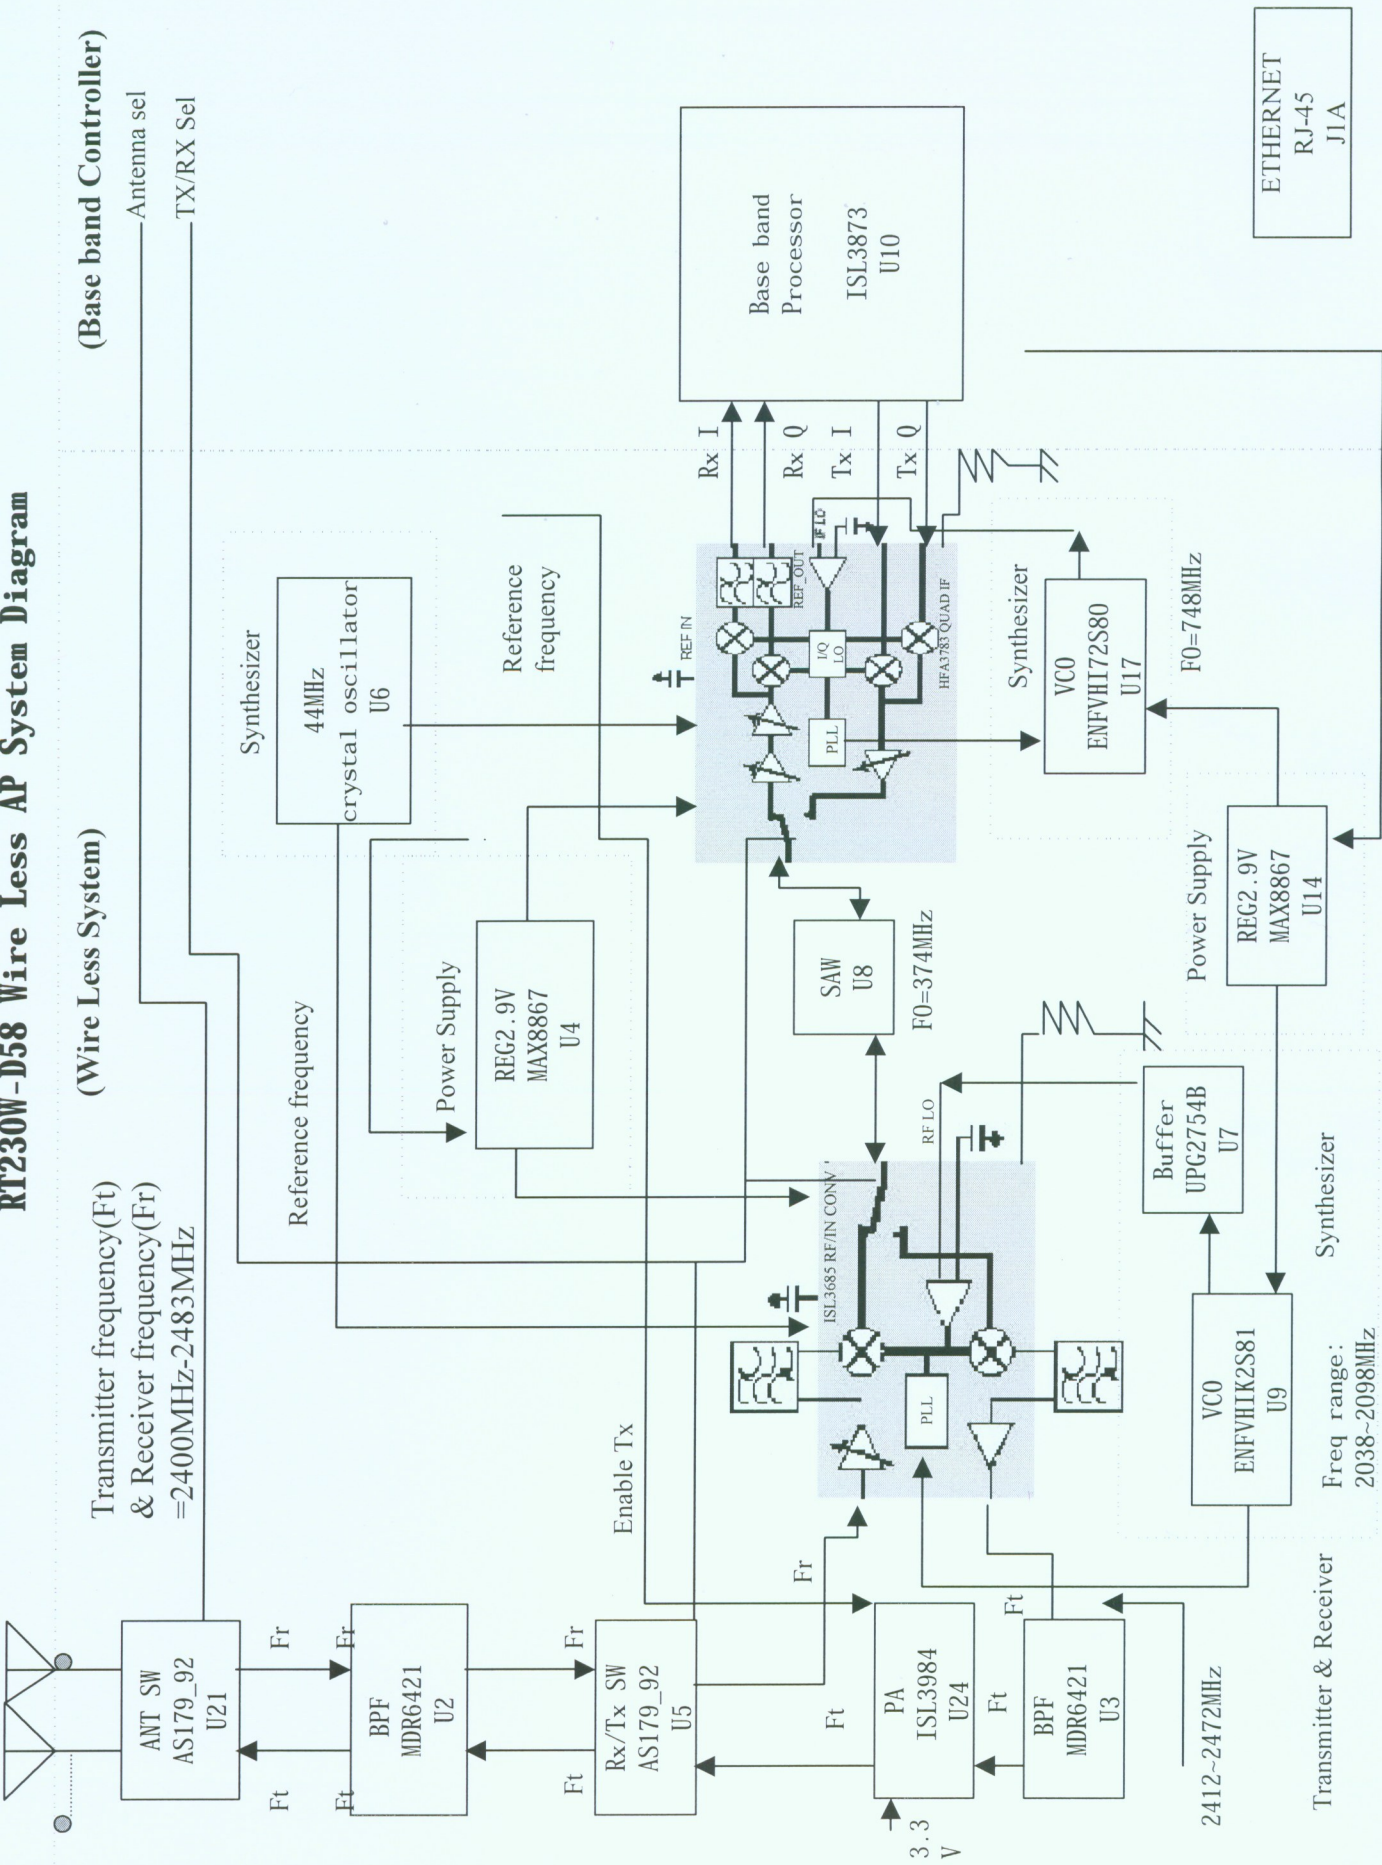 RT230W-D58 Wire Less AP System Diagram
(Wire Less System)
(Base band Controller)
Antenna sel
TX/RX Sel
Transmitter frequency(Ft)
& Receiver frequency(Fr)
=2400MHz-2483MHz
Synthesizer
44MHz
crystal oscillator
U6
Reference frequency
Reference
frequency
Power Supply
REG2.9V
MAX8867
U4
Enable Tx
ANT SW
AS179_92
U21
Ft
Fr
Ft
Fr
BPF
MDR6421
U2
Ft
Fr
Rx/Tx SW
AS179_92
U5
Ft
Fr
PA
ISL3984
U24
3.3
V
Ft
Ft
BPF
MDR6421
U3
2412~2472MHz
Transmitter & Receiver
ISL3685 RF/IN CONV
PLL
RF LO
SAW
U8
F0=374MHz
REF IN
REF_OUT
IF LO
I/Q
LO
PLL
HFA3783 QUAD IF
Rx I
Rx Q
Tx I
Tx Q
Base band
Processor
ISL3873
U10
Synthesizer
VCO
ENFVHI72S80
U17
F0=748MHz
Power Supply
REG2.9V
MAX8867
U14
Buffer
UPG2754B
U7
Synthesizer
VCO
ENFVHIK2S81
U9
Freq range:
2038~2098MHz
ETHERNET
RJ-45
J1A